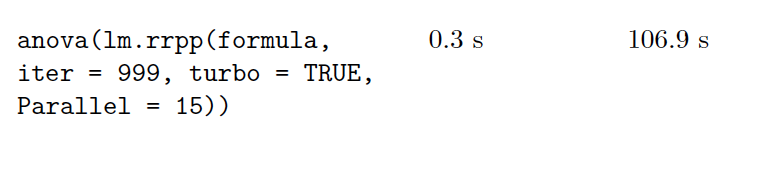 anova(lm.rrpp(formula, 0.3 s 106.9 s
iter = 999, turbo = TRUE,
Parallel = 15))